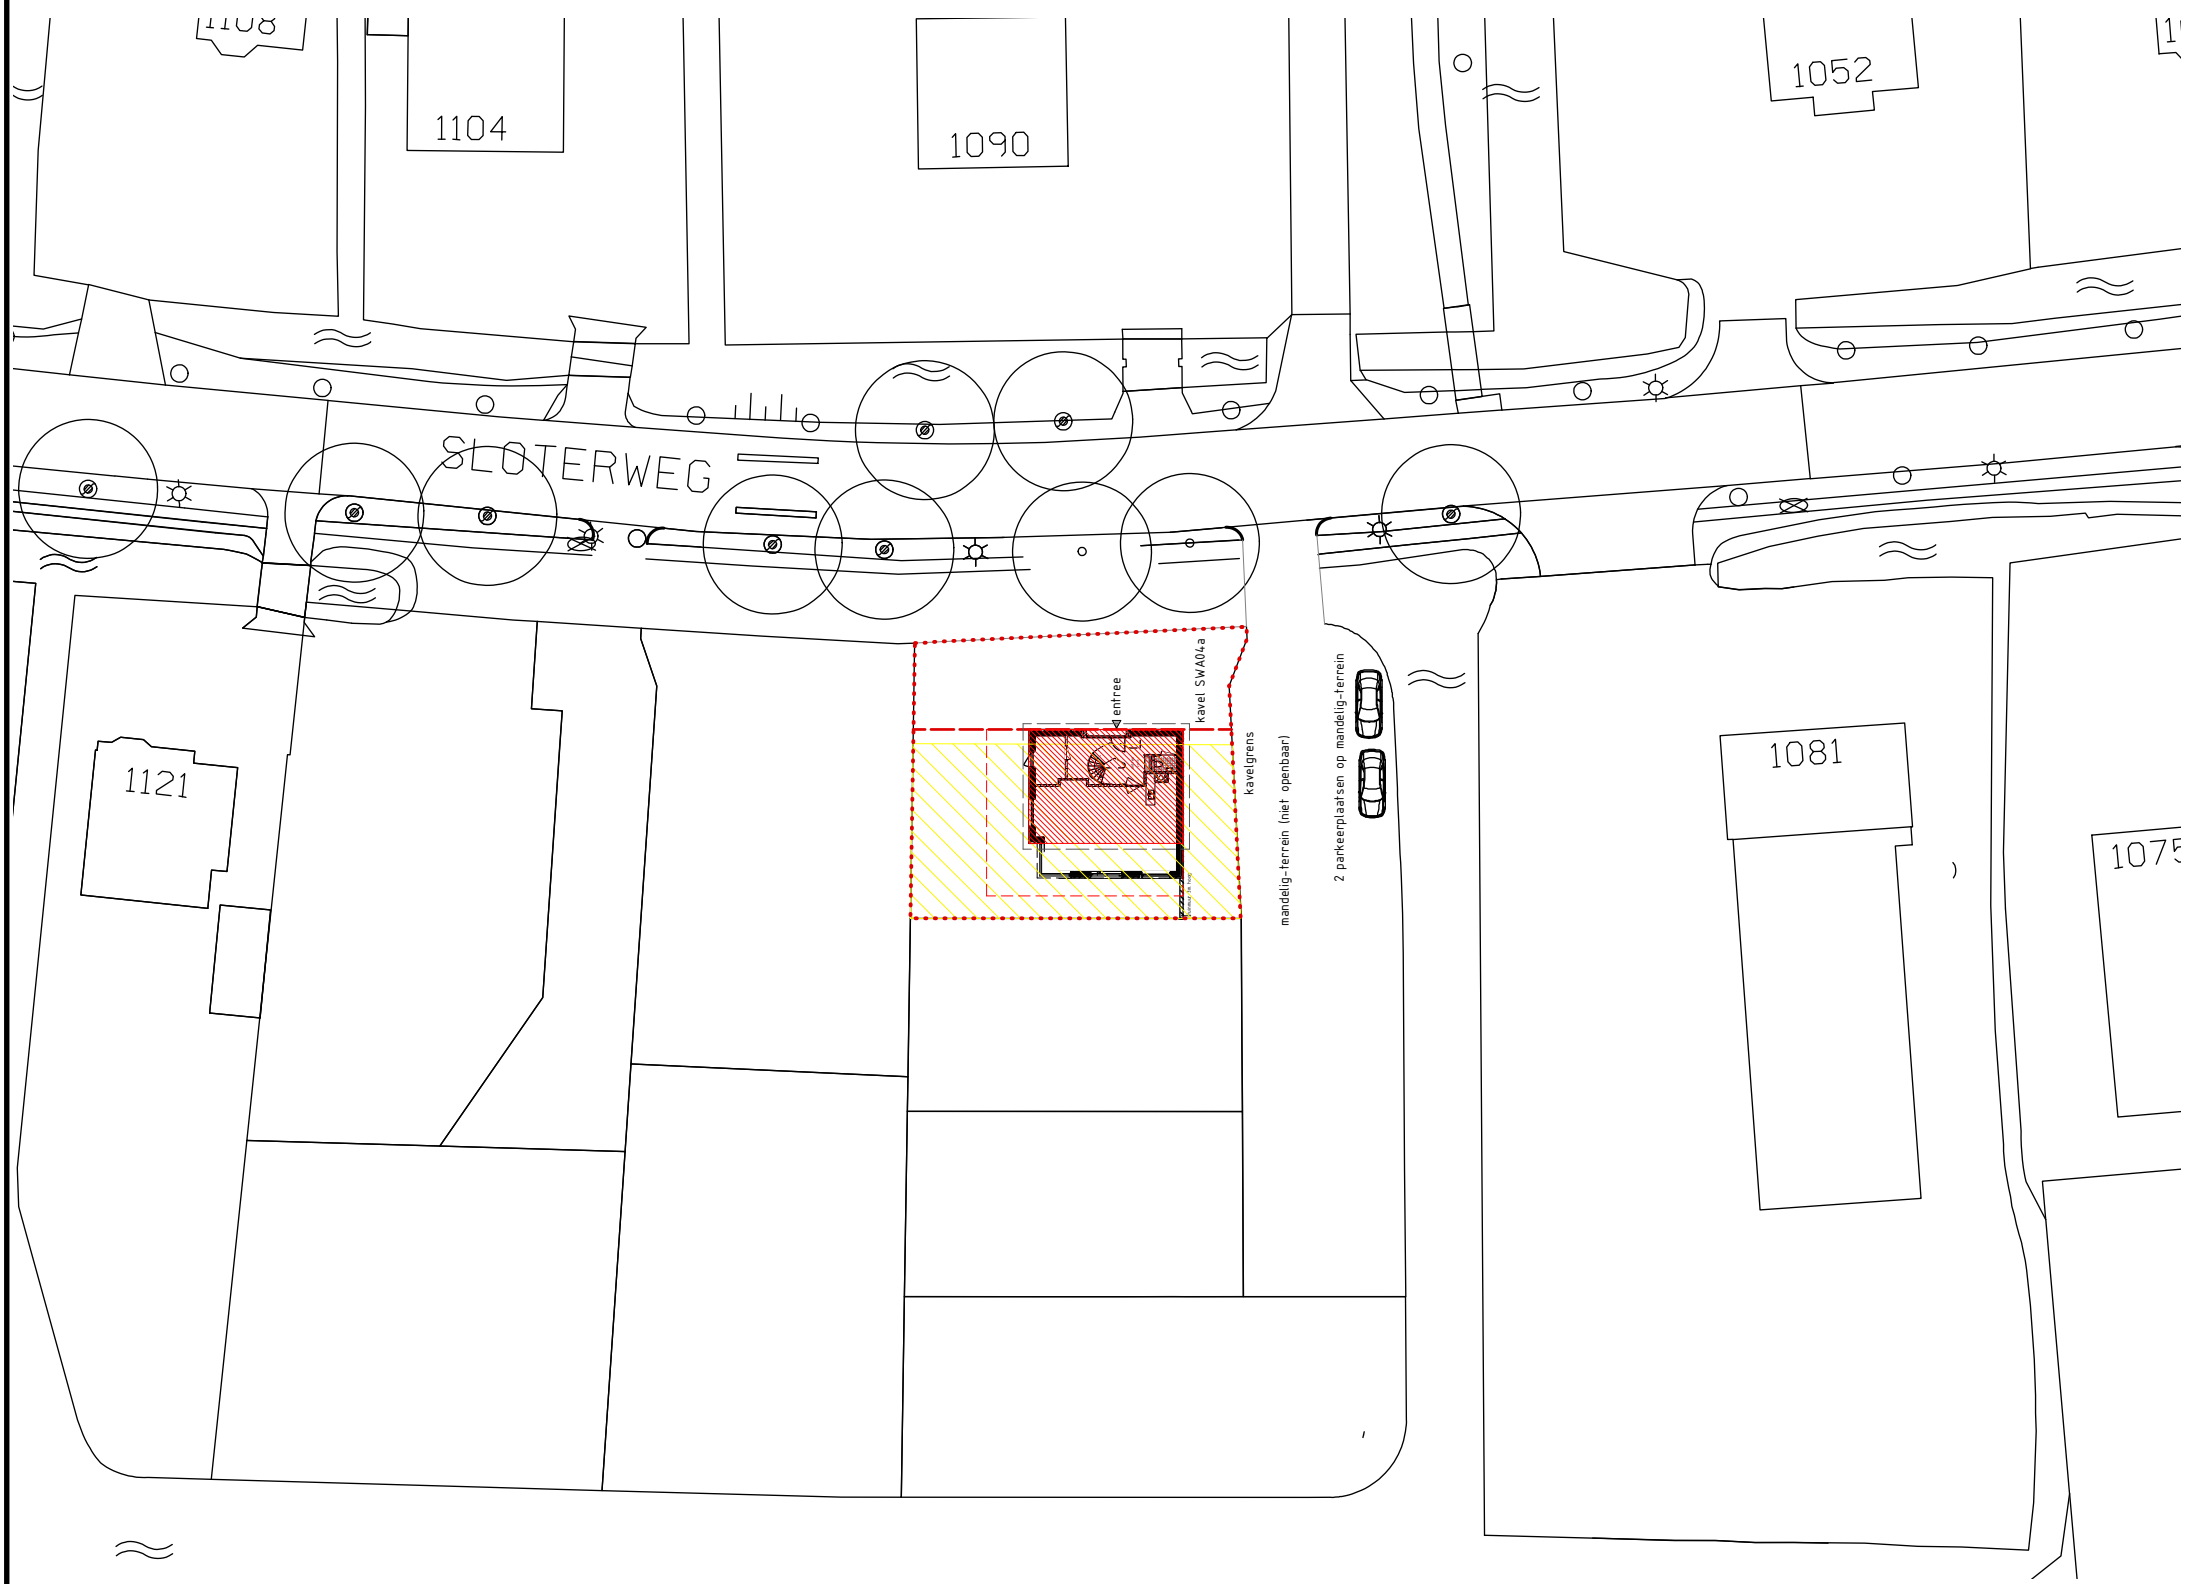 1108
1104
1090
1052
SLOTERWEG
entree
kavel SWA04a
kavelgrens
mandelig-terrein (niet openbaar)
2 parkeerplaatsen op mandelig-terrein
1121
1081
1075